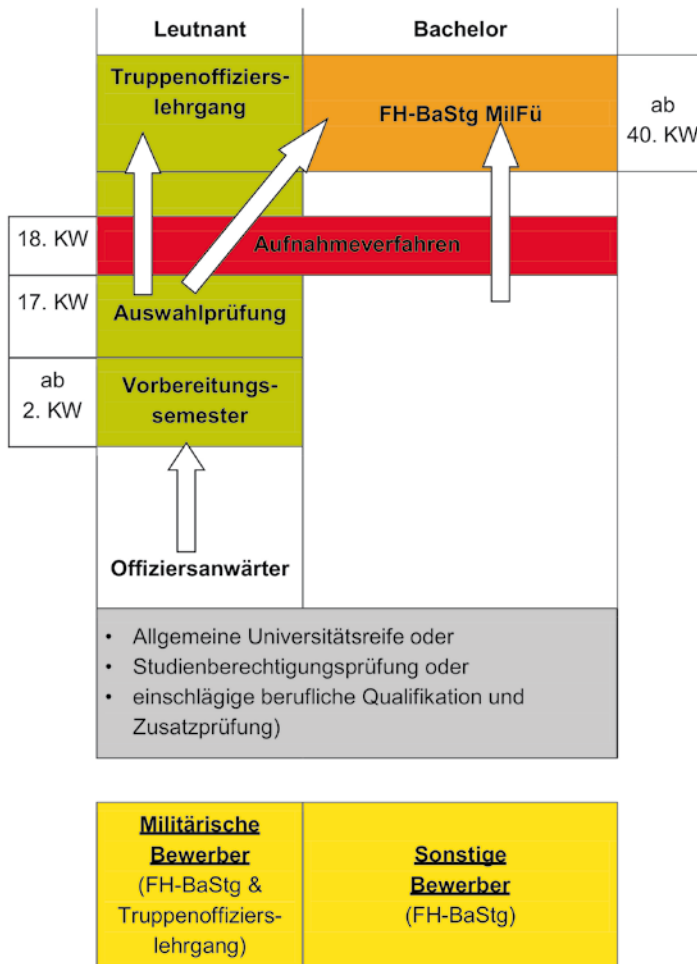 Leutnant
Bachelor
Truppenoffiziers-
lehrgang
FH-BaStg MilFü
ab
40. KW
18. KW
Aufnahmeverfahren
17. KW
Auswahlprüfung
ab
2. KW
Vorbereitungs-
semester
Offiziersanwärter
• Allgemeine Universitätsreife oder
• Studienberechtigungsprüfung oder
• einschlägige berufliche Qualifikation und
Zusatzprüfung)
Militärische
Bewerber
(FH-BaStg &
Truppenoffiziers-
lehrgang)
Sonstige
Bewerber
(FH-BaStg)